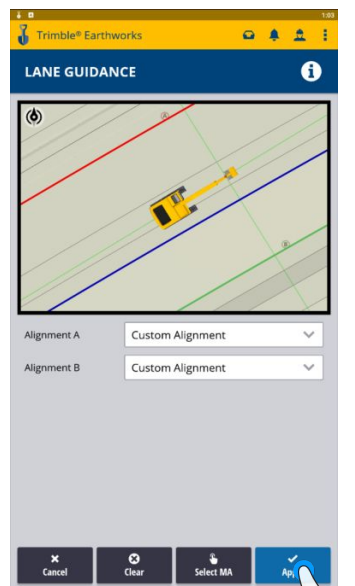 1:03
Trimble® Earthworks
LANE GUIDANCE
A
B
Alignment A Custom Alignment
Alignment B Custom Alignment
Cancel Clear Select MA